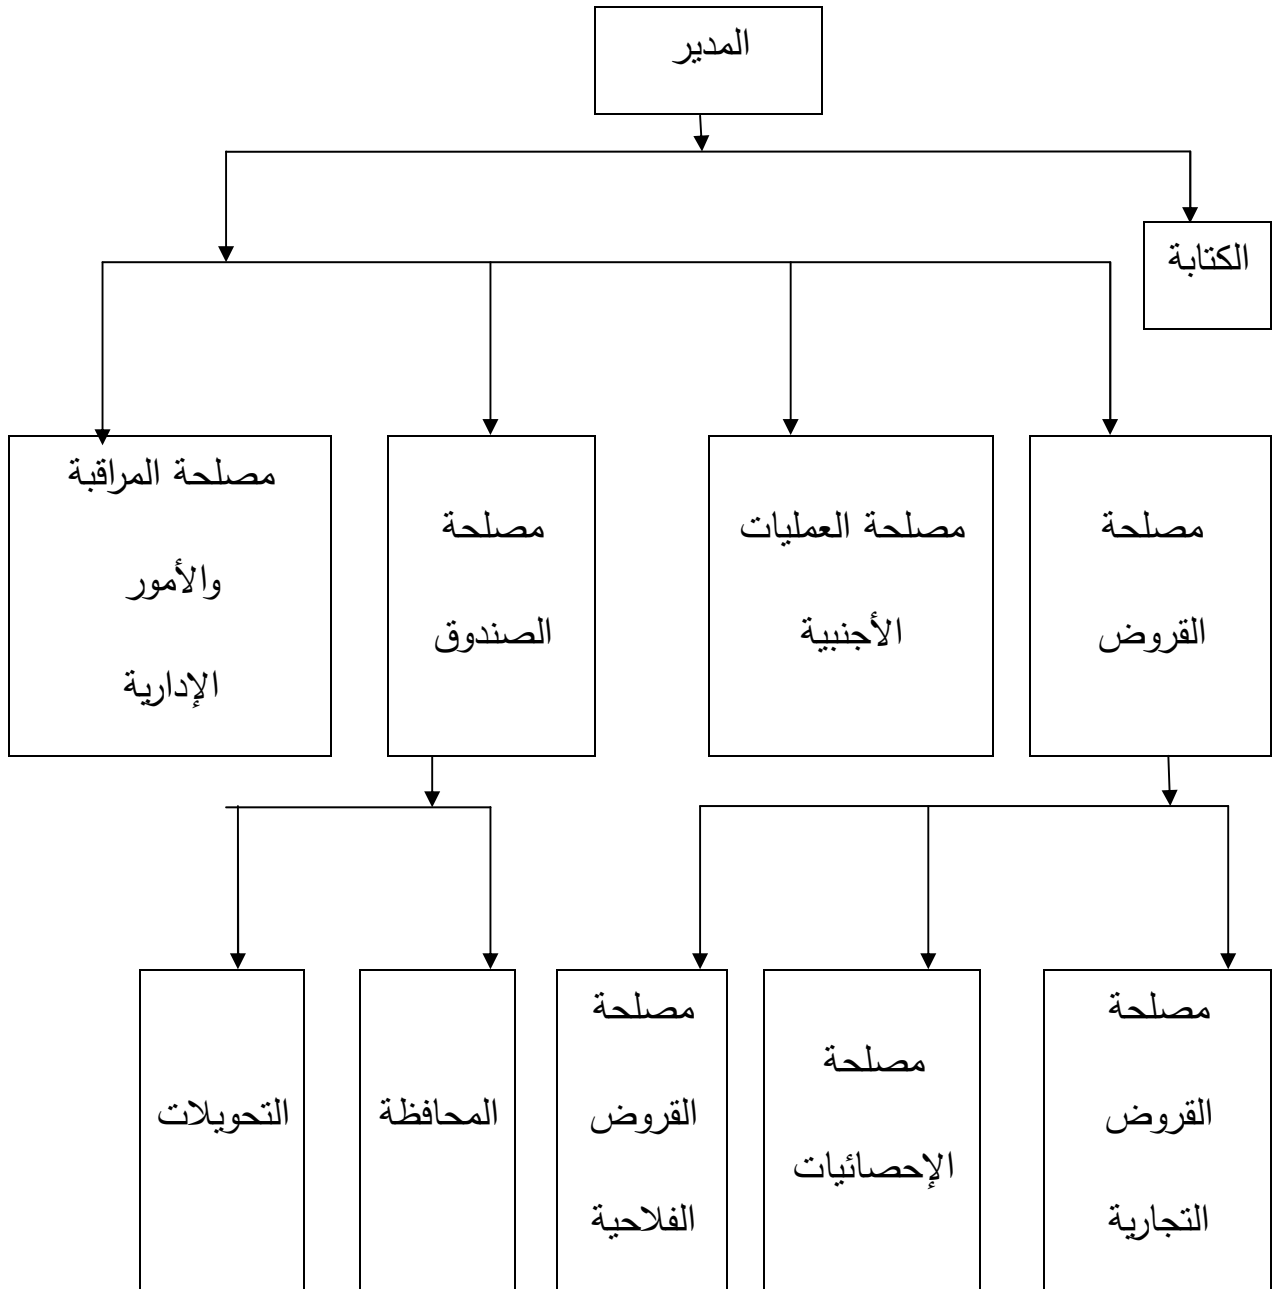 المدير
الكتابة
مصلحة
القروض
مصلحة العمليات
الأجنبية
مصلحة
الصندوق
مصلحة المراقبة
والأمور
الإدارية
مصلحة
القروض
التجارية
مصلحة
الإحصائيات
مصلحة
القروض
الفلاحية
المحافظة
التحويلات